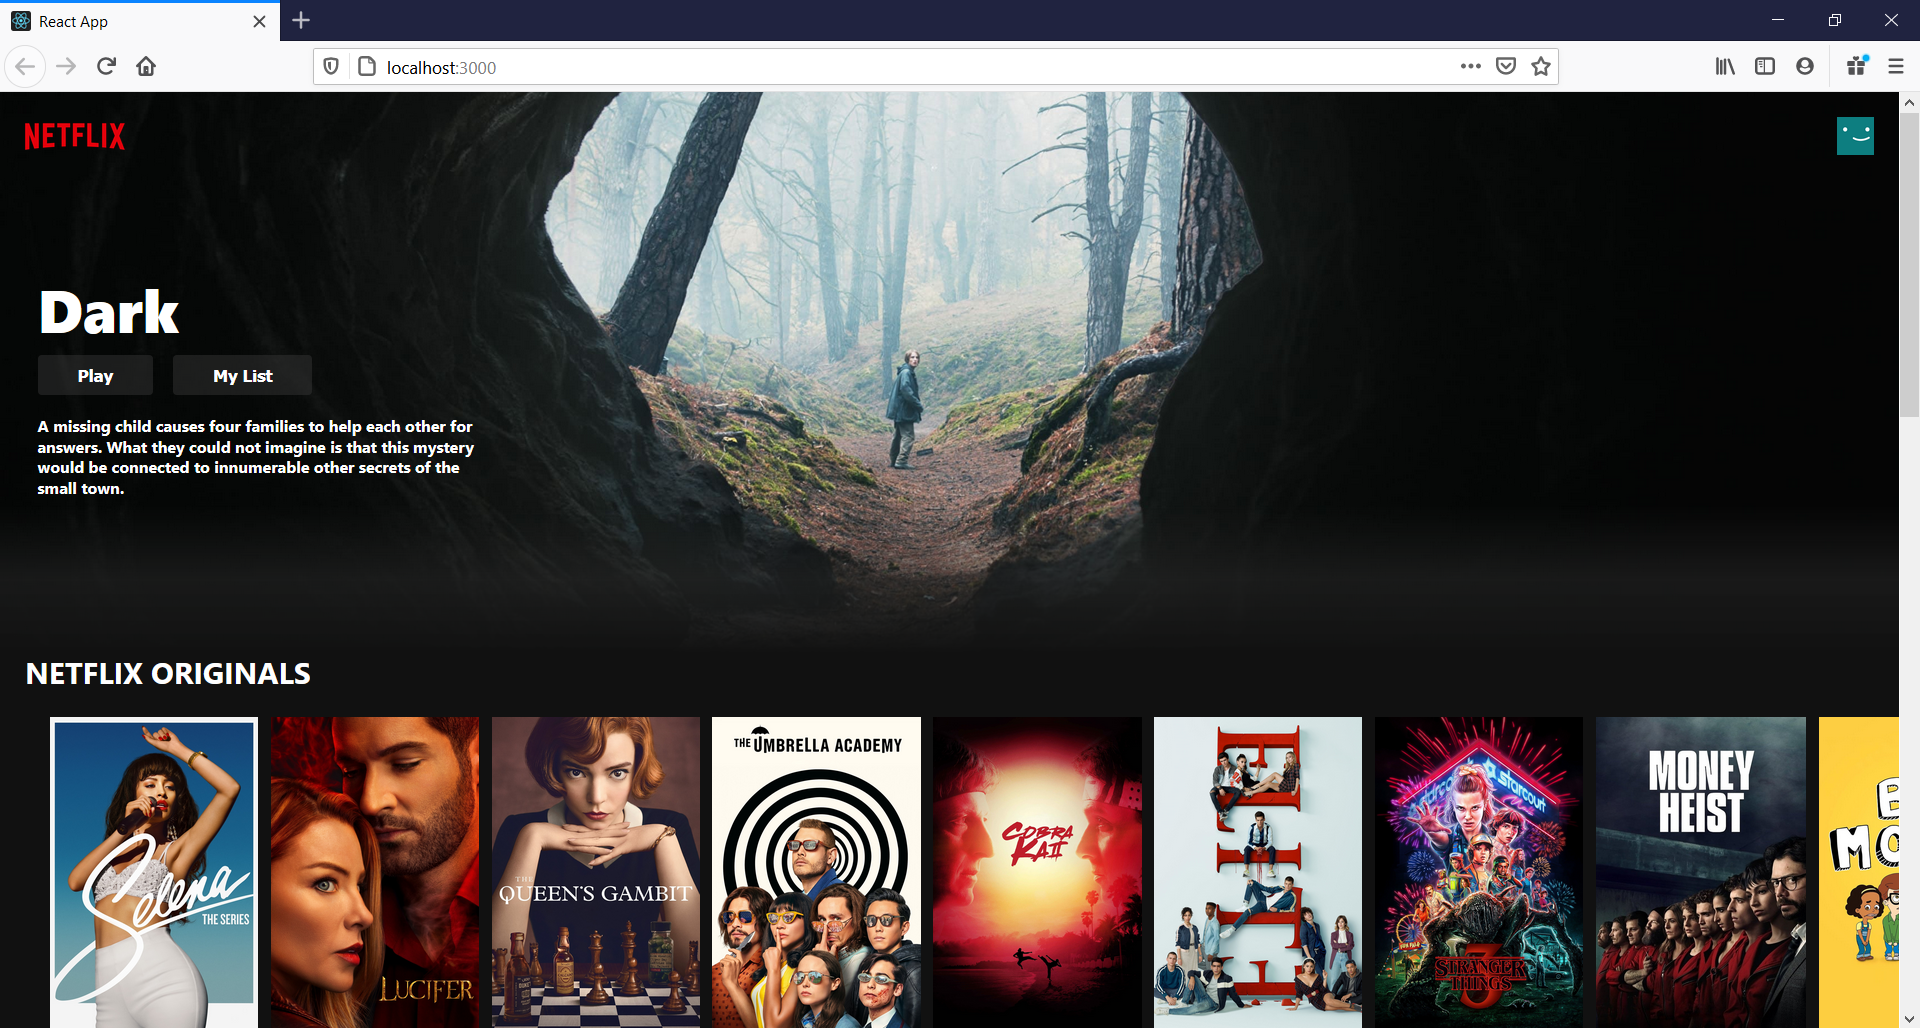 React App
localhost:3000
NETFLIX
Dark
Play
My List
A missing child causes four families to help each other for
answers. What they could not imagine is that this mystery
would be connected to innumerable other secrets of the
small town.
NETFLIX ORIGINALS
Selena
THE SERIES
LUCIFER
THE
QUEEN'S GAMBIT
THE UMBRELLA ACADEMY
COBRA
KAI
ELITE
starcourt
STRANGER
THINGS
3
MONEY
HEIST
B
MO